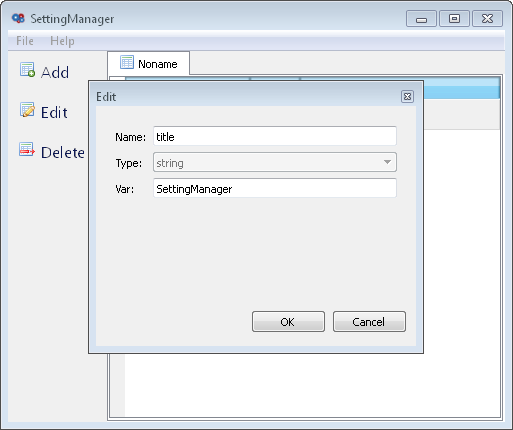 SettingManager
File Help
Add
Edit
Delete
Noname
Edit
Name: title
Type: string
Var: SettingManager
OK Cancel